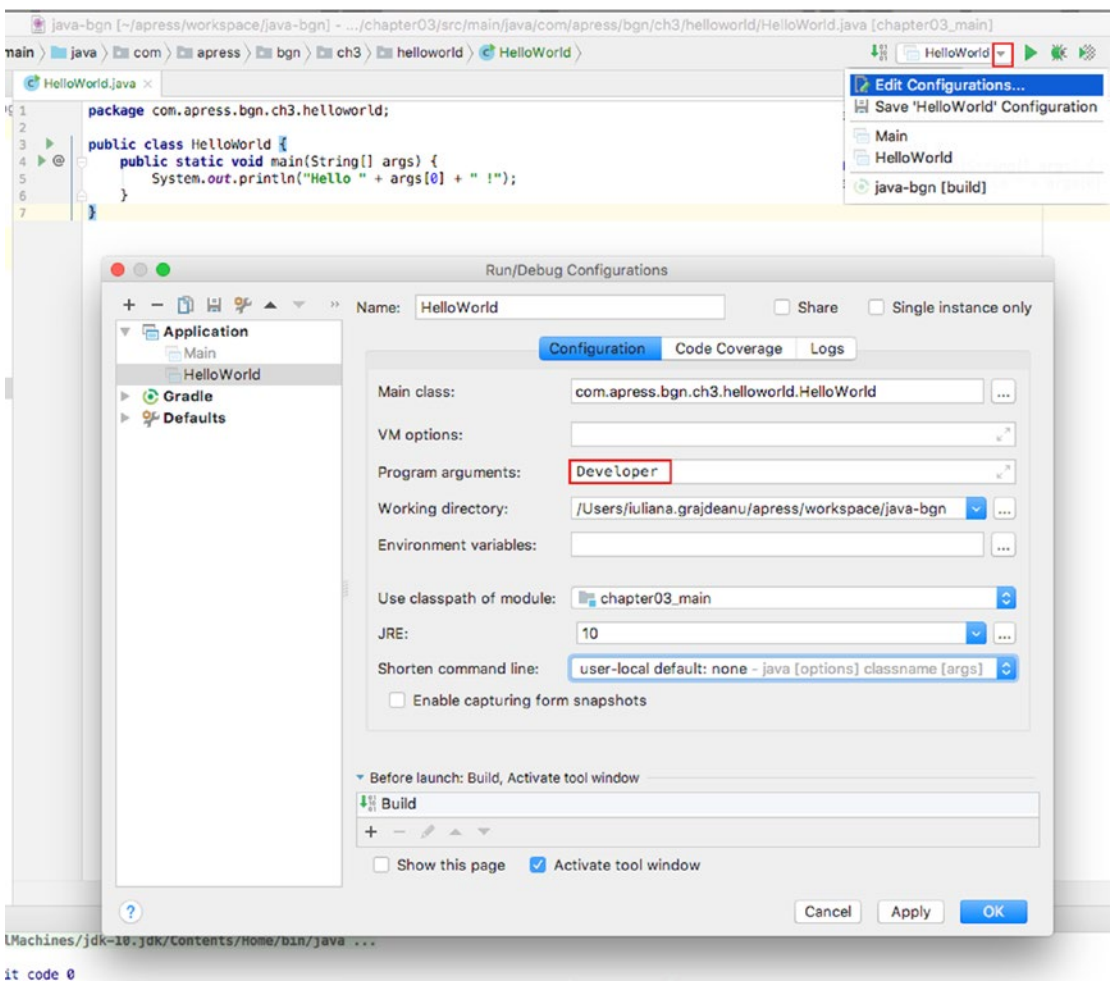 java-bgn [~/apress/workspace/java-bgn] - .../chapter03/src/main/java/com/apress/bgn/ch3/helloworld/HelloWorld.java [chapter03_main]
main java com apress bgn ch3 helloworld HelloWorld
HelloWorld
HelloWorld.java
Edit Configurations...
Save 'HelloWorld' Configuration
Main
HelloWorld
java-bgn [build]
1 package com.apress.bgn.ch3.helloworld;
2
3 public class HelloWorld {
4 @ public static void main(String[] args) {
5 System.out.println("Hello " + args[0] + " !");
6 }
7 }
Run/Debug Configurations
Application
Main
HelloWorld
Gradle
Defaults
Name: HelloWorld Share Single instance only
Configuration Code Coverage Logs
Main class: com.apress.bgn.ch3.helloworld.HelloWorld ...
VM options:
Program arguments: Developer
Working directory: /Users/iuliana.grajdeanu/apress/workspace/java-bgn ...
Environment variables: ...
Use classpath of module: chapter03_main
JRE: 10 ...
Shorten command line: user-local default: none - java [options] classname [args]
Enable capturing form snapshots
Before launch: Build, Activate tool window
Build
Show this page Activate tool window
? Cancel Apply OK
lMachines/jdk-10.jdk/Contents/Home/bin/java ...
it code 0